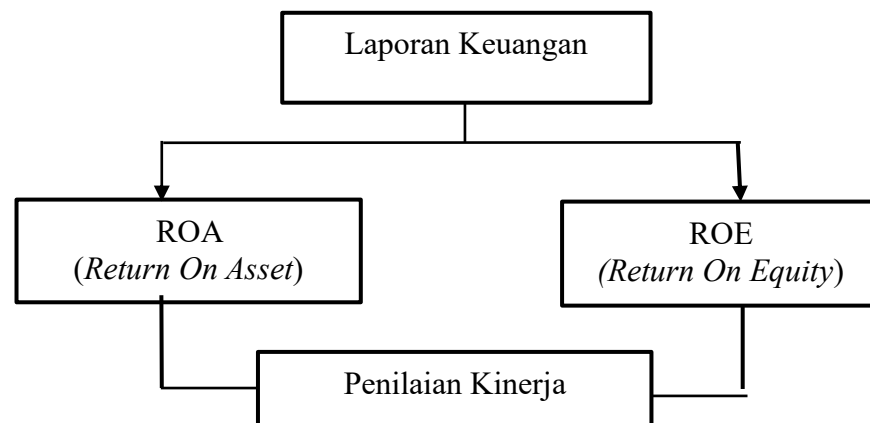 Laporan Keuangan
ROA
(Return On Asset)
ROE
(Return On Equity)
Penilaian Kinerja